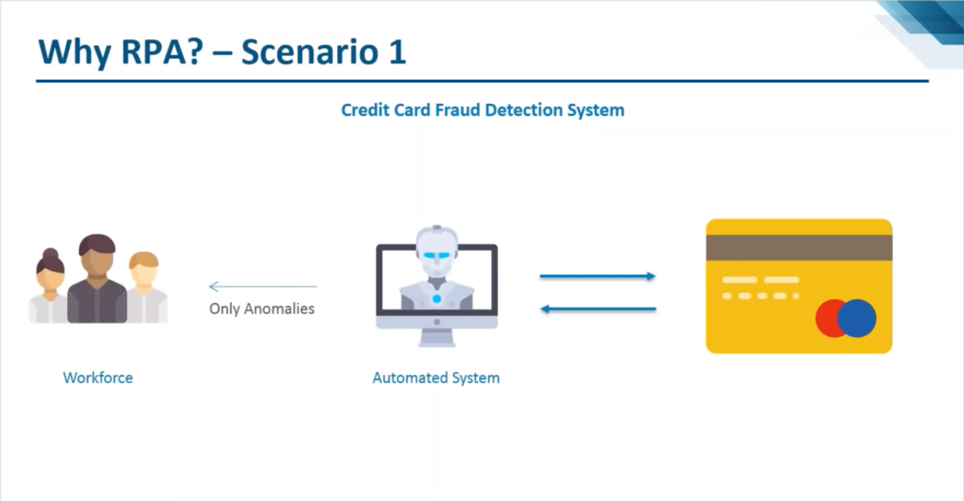 Why RPA? – Scenario 1
Credit Card Fraud Detection System
Only Anomalies
Workforce
Automated System